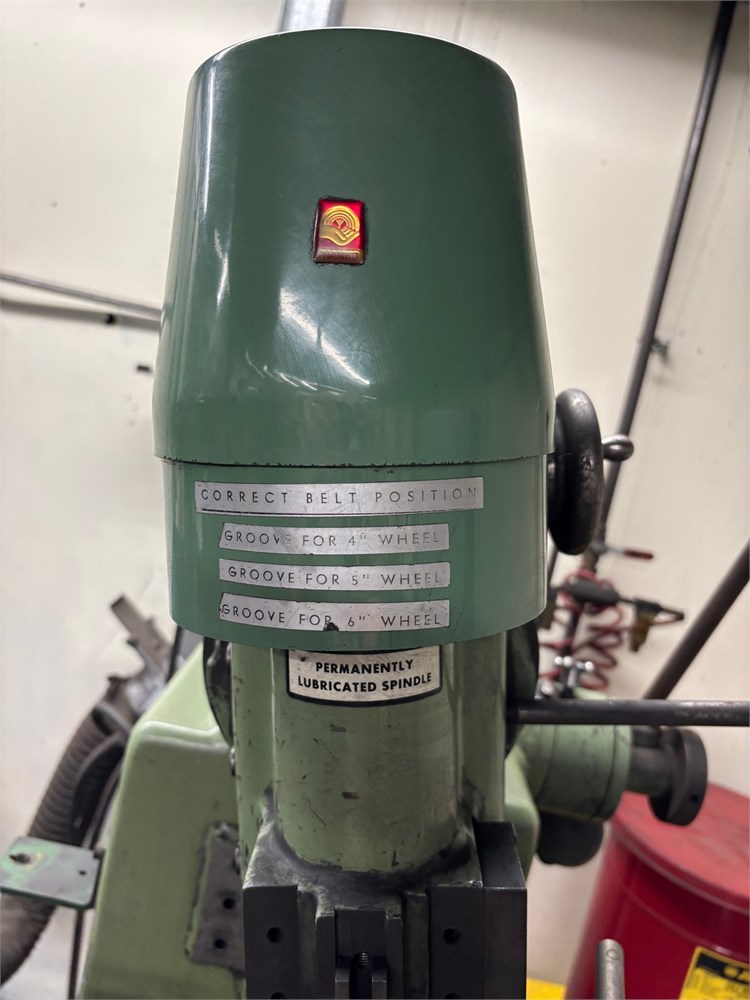 CORRECT BELT POSITION
GROOVE FOR 4" WHEEL
GROOVE FOR 5" WHEEL
GROOVE FOR 6" WHEEL
PERMANENTLY
LUBRICATED SPINDLE